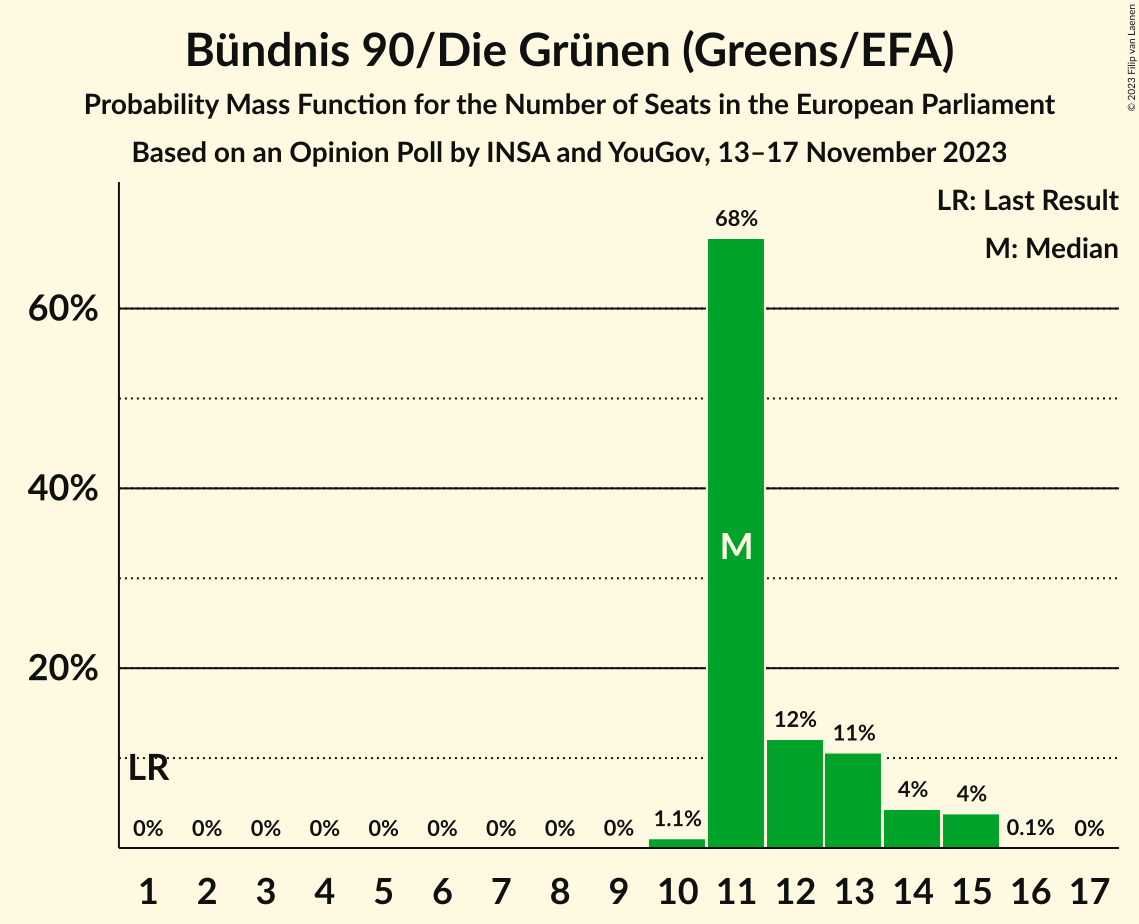 Bündnis 90/Die Grünen (Greens/EFA)
Probability Mass Function for the Number of Seats in the European Parliament
Based on an Opinion Poll by INSA and YouGov, 13–17 November 2023
© 2023 Filip van Laenen
LR: Last Result
M: Median
68%
60%
40%
M
20%
12%
11%
LR
4%
4%
0% 0% 0% 0% 0% 0% 0% 0% 0% 1.1% 0.1% 0%
1 2 3 4 5 6 7 8 9 10 11 12 13 14 15 16 17